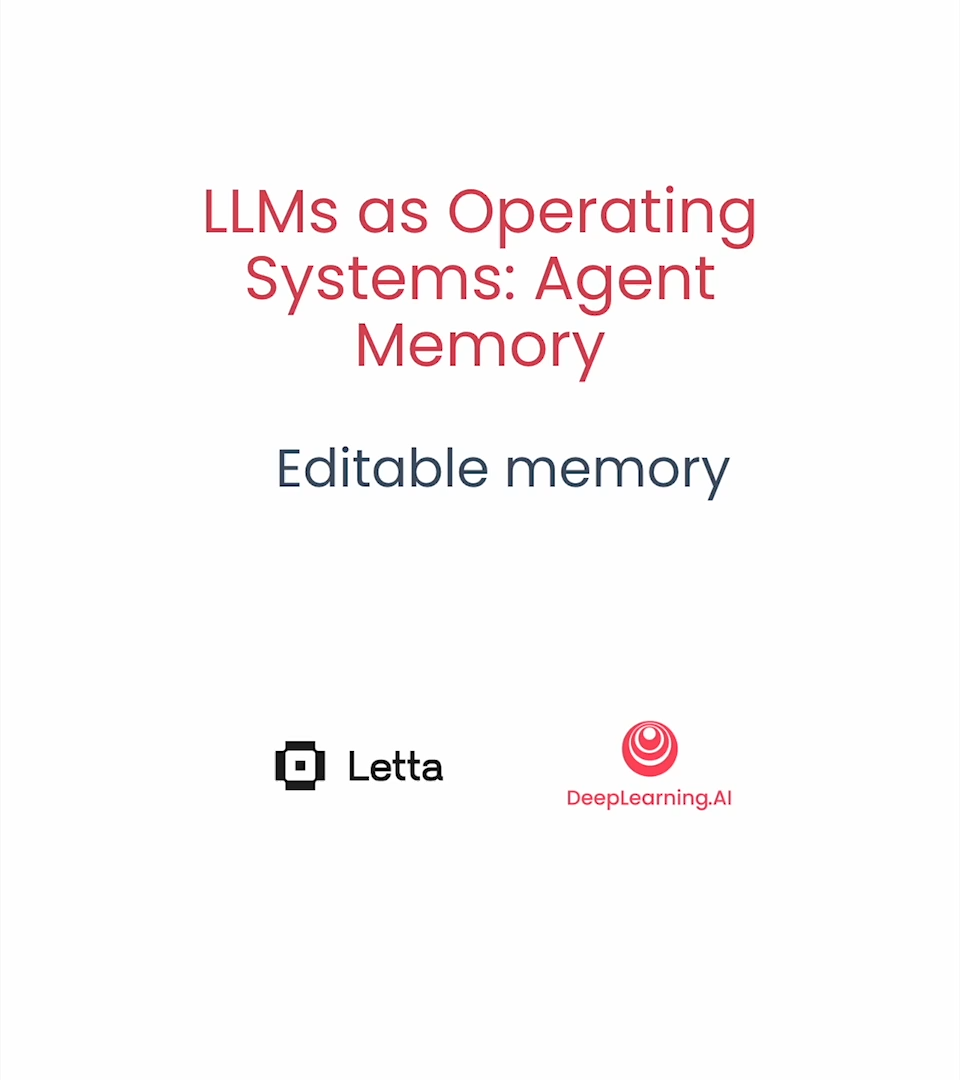 LLMs as Operating
Systems: Agent
Memory
Editable memory
Letta
DeepLearning.AI